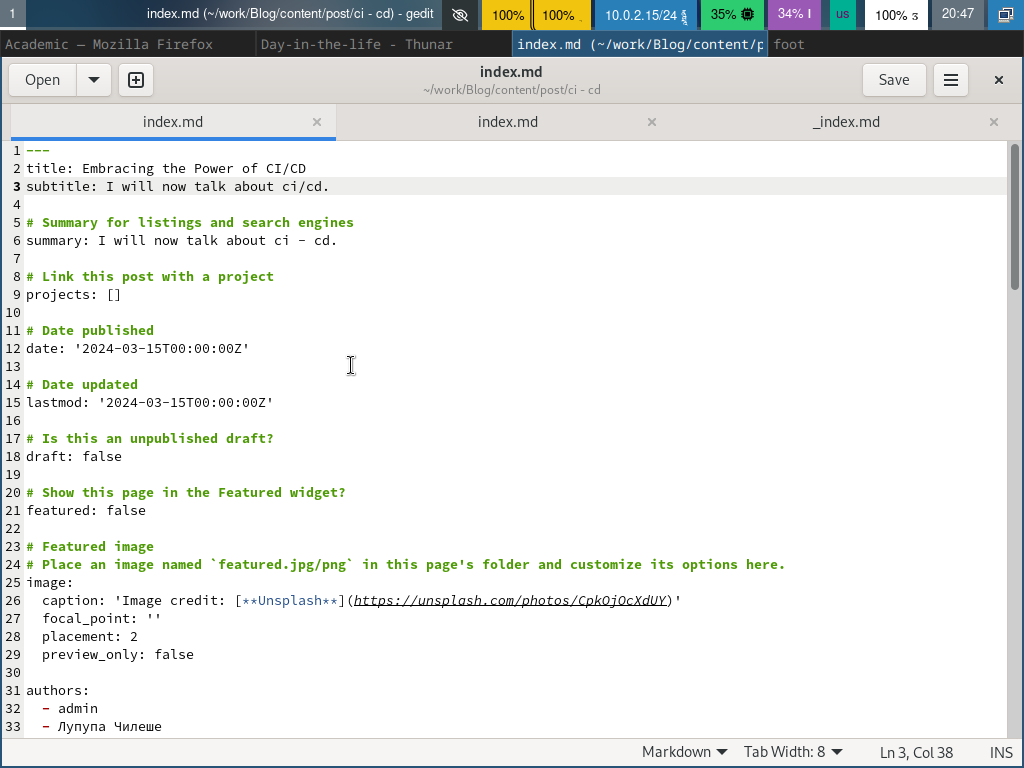 1
index.md (~/work/Blog/content/post/ci - cd) - gedit
100%
100%
10.0.2.15/24
35%
34%
us
100%
20:47
Academic — Mozilla Firefox
Day-in-the-life - Thunar
index.md (~/work/Blog/content/p
foot
Open
index.md
~/work/Blog/content/post/ci - cd
Save
index.md
index.md
_index.md
1 ---
2 title: Embracing the Power of CI/CD
3 subtitle: I will now talk about ci/cd.
4
5 # Summary for listings and search engines
6 summary: I will now talk about ci - cd.
7
8 # Link this post with a project
9 projects: []
10
11 # Date published
12 date: '2024-03-15T00:00:00Z'
13
14 # Date updated
15 lastmod: '2024-03-15T00:00:00Z'
16
17 # Is this an unpublished draft?
18 draft: false
19
20 # Show this page in the Featured widget?
21 featured: false
22
23 # Featured image
24 # Place an image named `featured.jpg/png` in this page's folder and customize its options here.
25 image:
26   caption: 'Image credit: [**Unsplash**](https://unsplash.com/photos/CpkOjOcXdUY)'
27   focal_point: ''
28   placement: 2
29   preview_only: false
30
31 authors:
32   - admin
33   - Лупупа Чилеше
Markdown
Tab Width: 8
Ln 3, Col 38
INS